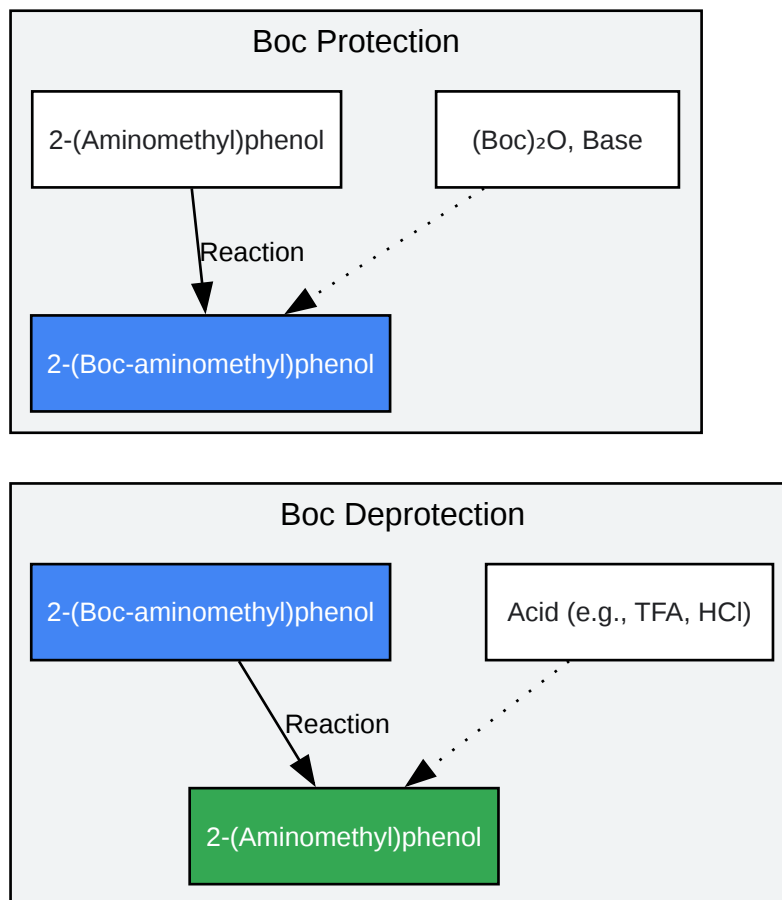 Boc Protection
2-(Aminomethyl)phenol
(Boc)₂O, Base
Reaction
2-(Boc-aminomethyl)phenol
Boc Deprotection
2-(Boc-aminomethyl)phenol
Acid (e.g., TFA, HCl)
Reaction
2-(Aminomethyl)phenol